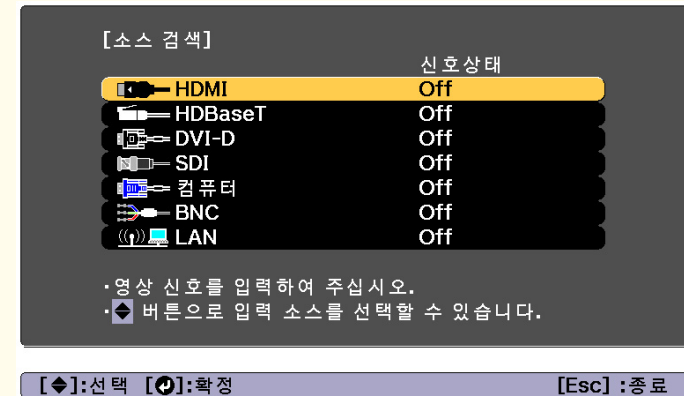 [소스 검색]
신호상태
HDMI Off
HDBaseT Off
DVI-D Off
SDI Off
컴퓨터 Off
BNC Off
LAN Off
·영상 신호를 입력하여 주십시오.
·[◆] 버튼으로 입력 소스를 선택할 수 있습니다.
[◆]:선택 [↵]:확정 [Esc] :종료